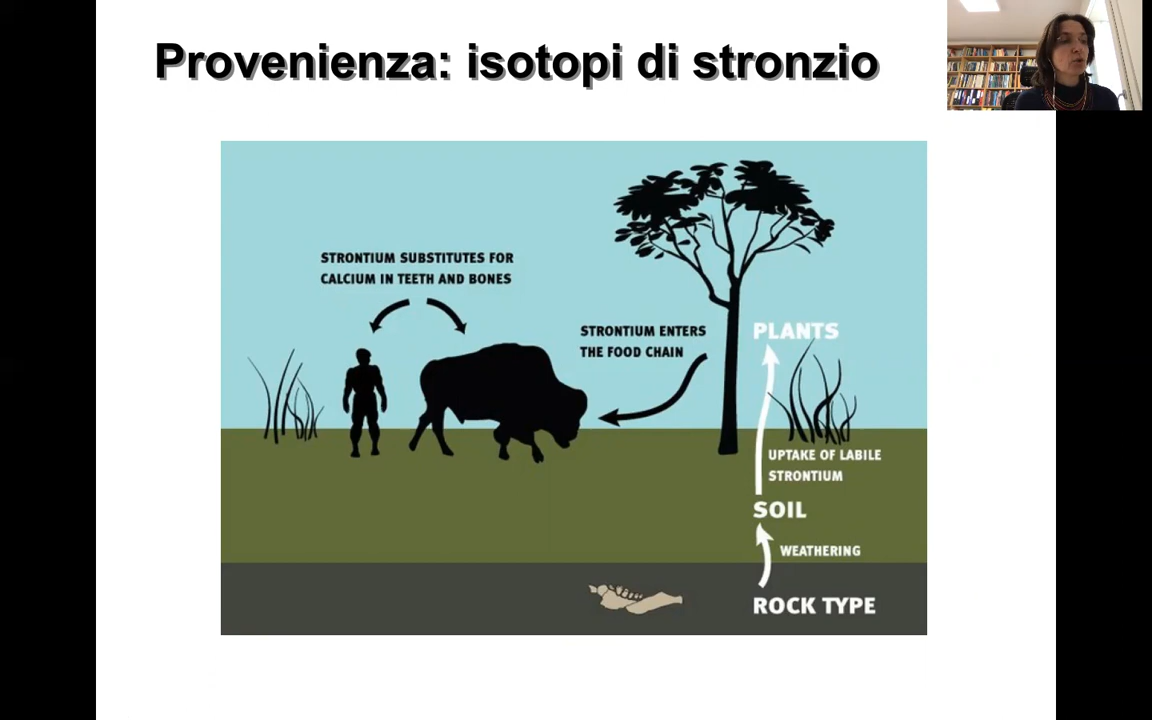 Provenienza: isotopi di stronzio
STRONTIUM SUBSTITUTES FOR
CALCIUM IN TEETH AND BONES
STRONTIUM ENTERS
THE FOOD CHAIN
PLANTS
UPTAKE OF LABILE
STRONTIUM
SOIL
WEATHERING
ROCK TYPE